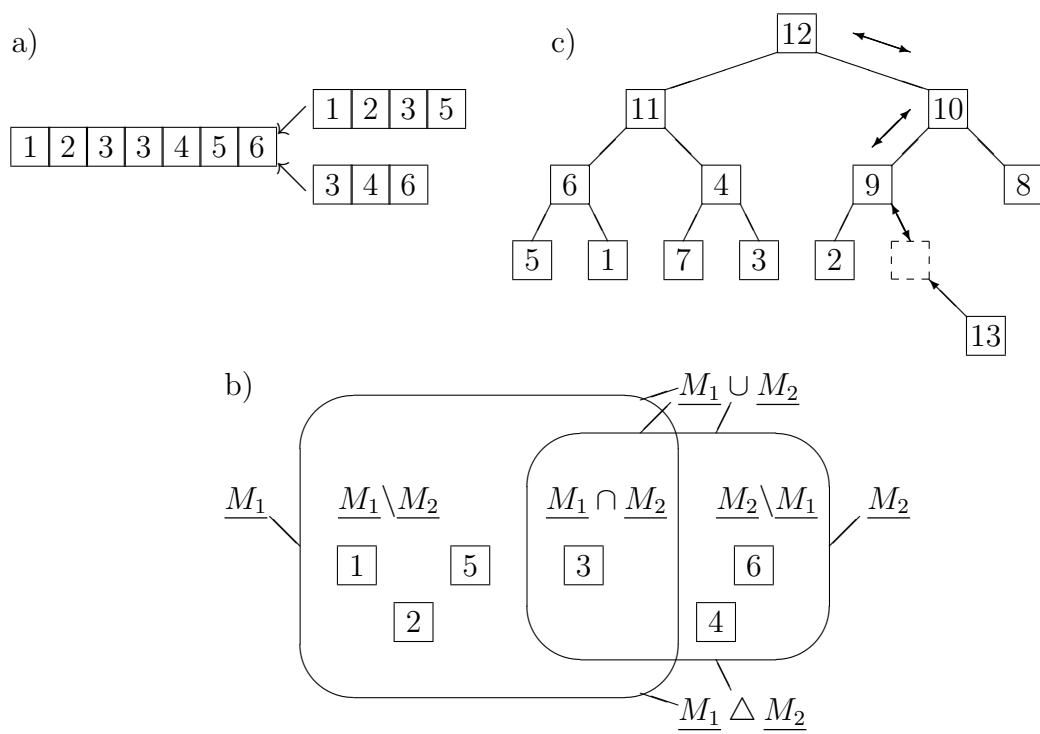 a)
1 2 3 5
1 2 3 3 4 5 6
3 4 6
c)
12
11 10
6 4 9 8
5 1 7 3 2
13
b)
M₁ ∪ M₂
M₁ M₁\M₂ M₁ ∩ M₂ M₂\M₁ M₂
1 5 3 6
2 4
M₁ △ M₂